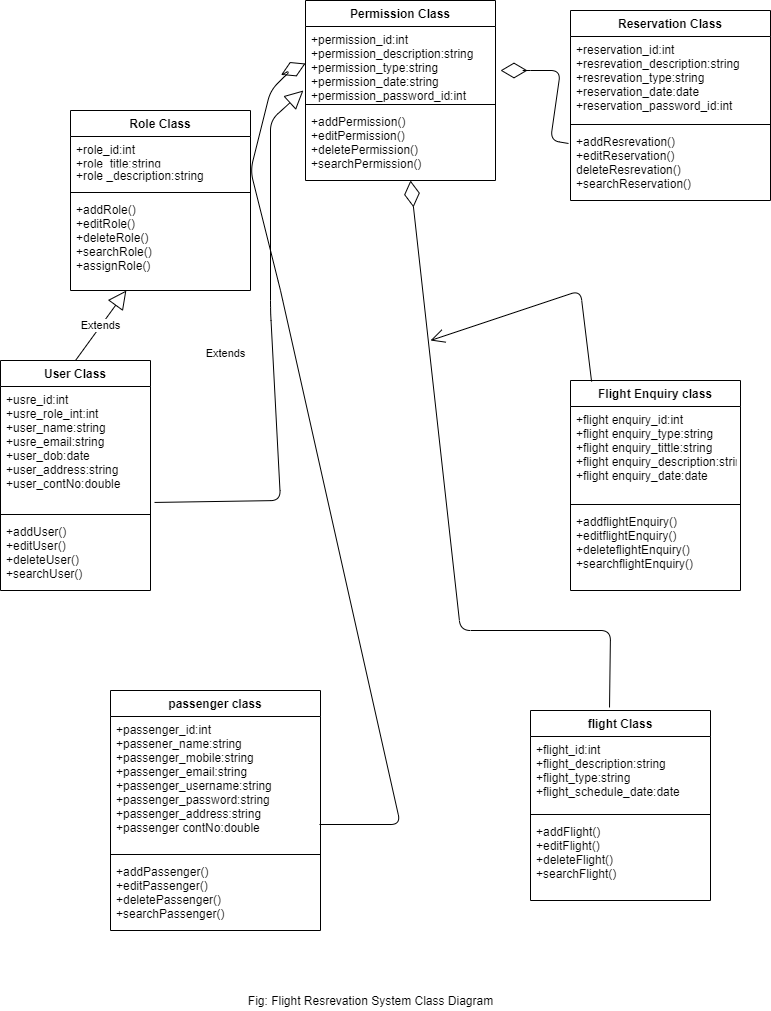 Permission Class
+permission_id:int
+permission_description:string
+permission_type:string
+permission_date:string
+permission_password_id:int
+addPermission()
+editPermission()
+deletePermission()
+searchPermission()
Reservation Class
+reservation_id:int
+resrevation_description:string
+resrevation_type:string
+resrevation_date:date
+reservation_password_id:int
+addResrevation()
+editReservation()
deleteResrevation()
+searchReservation()
Role Class
+role_id:int
+role_title:string
+role _description:string
+addRole()
+editRole()
+deleteRole()
+searchRole()
+assignRole()
Extends
Extends
User Class
+usre_id:int
+usre_role_int:int
+user_name:string
+usre_email:string
+user_dob:date
+user_address:string
+user_contNo:double
+addUser()
+editUser()
+deleteUser()
+searchUser()
Flight Enquiry class
+flight enquiry_id:int
+flight enquiry_type:string
+flight enquiry_tittle:string
+flight enquiry_description:stri
+flight enquiry_date:date
+addflightEnquiry()
+editflightEnquiry()
+deleteflightEnquiry()
+searchflightEnquiry()
passenger class
+passenger_id:int
+passener_name:string
+passenger_mobile:string
+passenger_email:string
+passenger_username:string
+passenger_password:string
+passenger_address:string
+passenger contNo:double
+addPassenger()
+editPassenger()
+deletePassenger()
+searchPassenger()
flight Class
+flight_id:int
+flight_description:string
+flight_type:string
+flight_schedule_date:date
+addFlight()
+editFlight()
+deleteFlight()
+searchFlight()
Fig: Flight Resrevation System Class Diagram